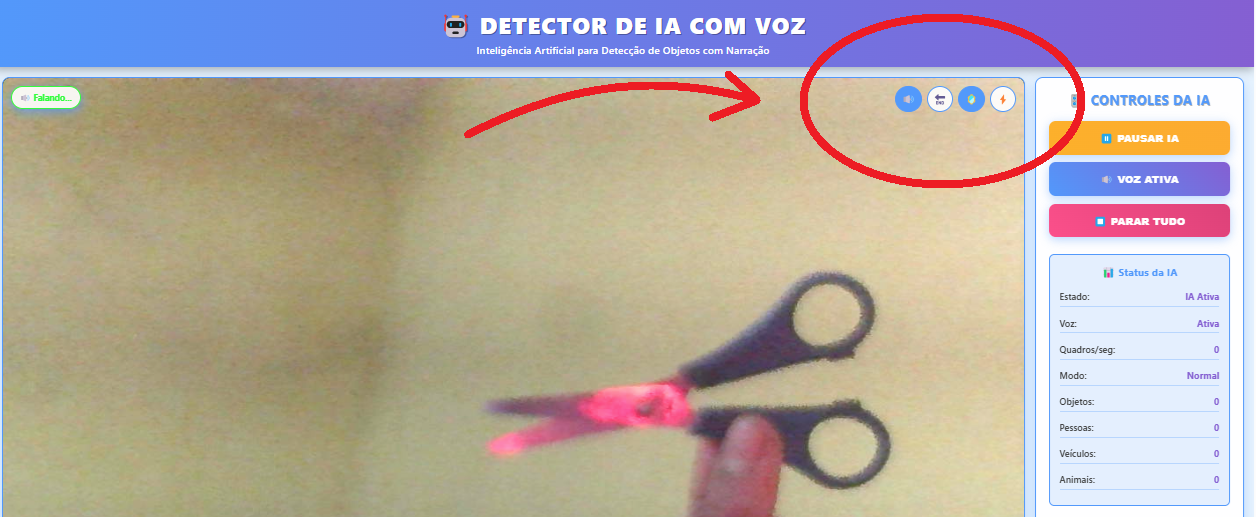 DETECTOR DE IA COM VOZ
Inteligência Artificial para Detecção de Objetos com Narração
Falando...
END
CONTROLES DA IA
PAUSAR IA
VOZ ATIVA
PARAR TUDO
Status da IA
Estado: IA Ativa
Voz: Ativa
Quadros/seg: 0
Modo: Normal
Objetos: 0
Pessoas: 0
Veículos: 0
Animais: 0